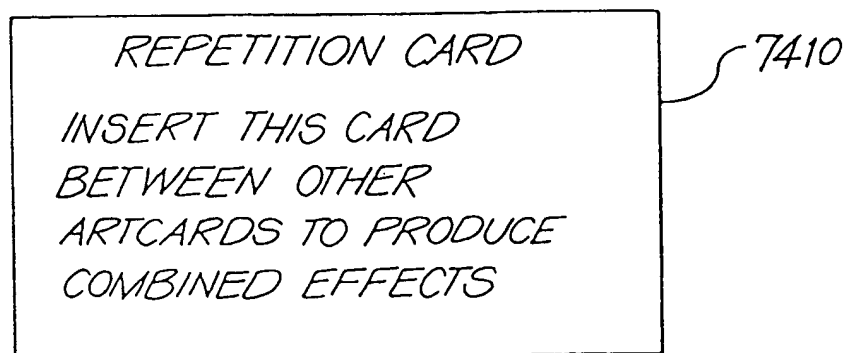 REPETITION CARD
7410
INSERT THIS CARD
BETWEEN OTHER
ARTCARDS TO PRODUCE
COMBINED EFFECTS